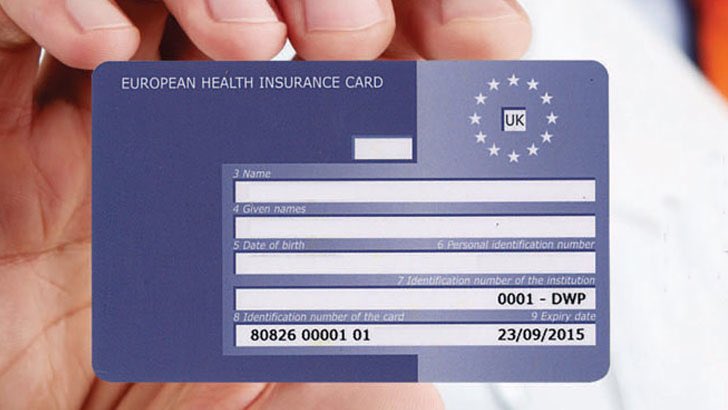 EUROPEAN HEALTH INSURANCE CARD
UK
3 Name
4 Given names
5 Date of birth 6 Personal identification number
7 Identification number of the institution
0001 - DWP
8 Identification number of the card 9 Expiry date
80826 00001 01 23/09/2015